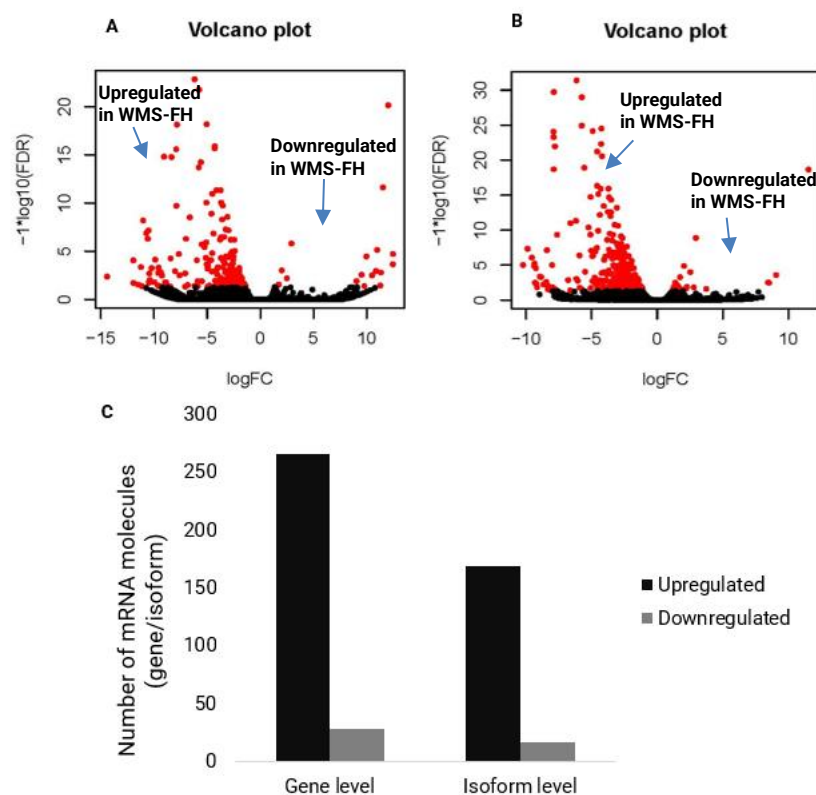 A
Volcano plot
−1*log10(FDR)
20
15
10
5
0
Upregulated
in WMS-FH
Downregulated
in WMS-FH
−15 −10 −5 0 5 10
logFC
B
Volcano plot
−1*log10(FDR)
30
25
20
15
10
5
0
Upregulated
in WMS-FH
Downregulated
in WMS-FH
−10 −5 0 5 10
logFC
C
Number of mRNA molecules
(gene/isoform)
300
250
200
150
100
50
0
Gene level Isoform level
Upregulated
Downregulated